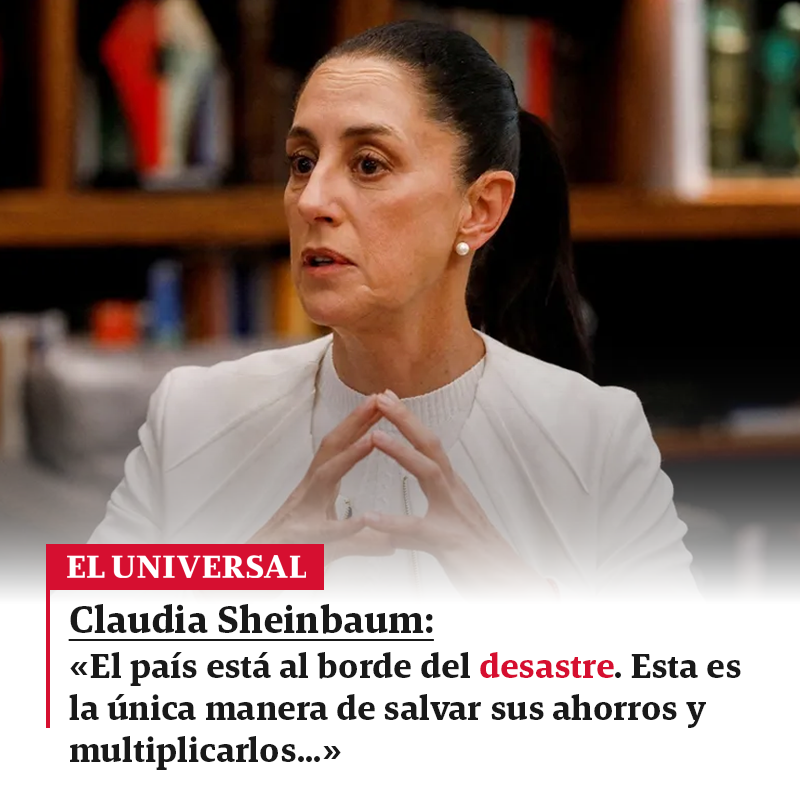 EL UNIVERSAL
Claudia Sheinbaum:
«El país está al borde del desastre. Esta es
la única manera de salvar sus ahorros y
multiplicarlos...»